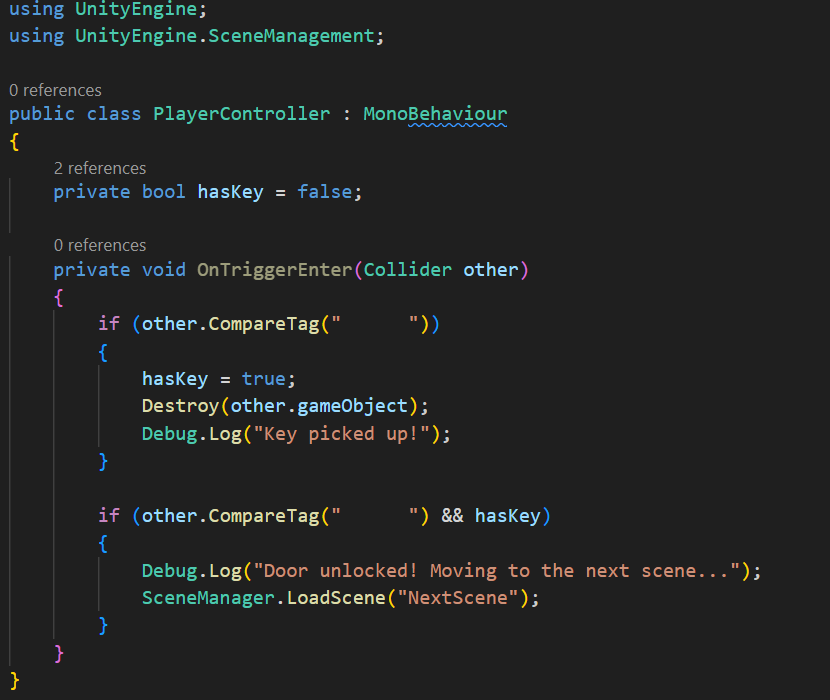 using UnityEngine;
using UnityEngine.SceneManagement;
0 references
public class PlayerController : MonoBehaviour
{
2 references
private bool hasKey = false;
0 references
private void OnTriggerEnter(Collider other)
{
if (other.CompareTag("      "))
{
hasKey = true;
Destroy(other.gameObject);
Debug.Log("Key picked up!");
}
if (other.CompareTag("      ") && hasKey)
{
Debug.Log("Door unlocked! Moving to the next scene...");
SceneManager.LoadScene("NextScene");
}
}
}